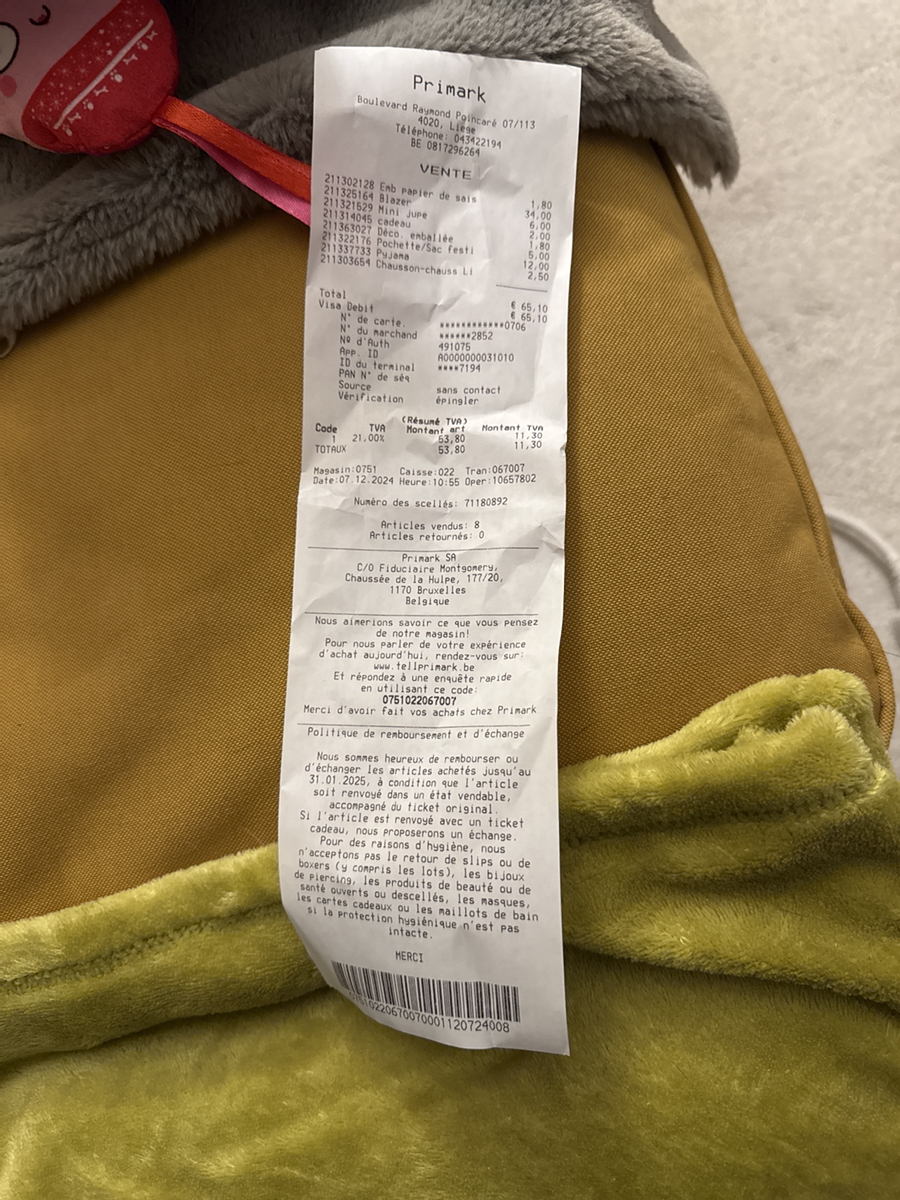 Primark
Boulevard Raymond Poincaré 07/113
4020, Liege
Téléphone: 043422194
BE 0817296264
VENTE
211302128 Emb papier de sais 1,80
211325164 Blazer 34,00
211321529 Mini jupe 6,00
211314045 cadeau 2,00
211363027 Déco. emballée 1,80
211322176 Pochette/Sac festi 5,00
211337733 Pyjama 12,00
211303654 Chausson-chauss Li 2,50
Total € 65,10
Visa Debit € 65,10
N° de carte. ************0706
N° du marchand ******2852
Nº d'Auth 491075
App. ID A0000000031010
ID du terminal ****7194
PAN N° de séq
Source sans contact
Vérification épingler
(Résumé TVA)
Code TVA Montant art Montant TVA
1 21.00% 53,80 11,30
TOTAUX 53,80 11,30
Magasin:0751 Caisse:022 Tran:067007
Date:07.12.2024 Heure:10:55 Oper:10657802
Numéro des scellés: 71180892
Articles vendus: 8
Articles retournés: 0
Primark SA
C/O Fiduciaire Montgomery,
Chaussée de la Hulpe, 177/20,
1170 Bruxelles
Belgique
Nous aimerions savoir ce que vous pensez
de notre magasin!
Pour nous parler de votre expérience
d'achat aujourd'hui, rendez-vous sur:
www.tellprimark.be
Et répondez à une enquête rapide
en utilisant ce code:
0751022067007
Merci d'avoir fait vos achats chez Primark
Politique de remboursement et d'échange
Nous sommes heureux de rembourser ou
d'échanger les articles achetés jusqu'au
31.01.2025, à condition que l'article
soit renvoyé dans un état vendable,
accompagné du ticket original.
Si l'article est renvoyé avec un ticket
cadeau, nous proposerons un échange.
Pour des raisons d'hygiène, nous
n'acceptons pas le retour de slips ou de
boxers (y compris les lots), les bijoux
de piercing, les produits de beauté ou de
santé ouverts ou descellés, les masques,
les cartes cadeaux ou les maillots de bain
si la protection hygiénique n'est pas
intacte.
MERCI
07510220670070001120724008